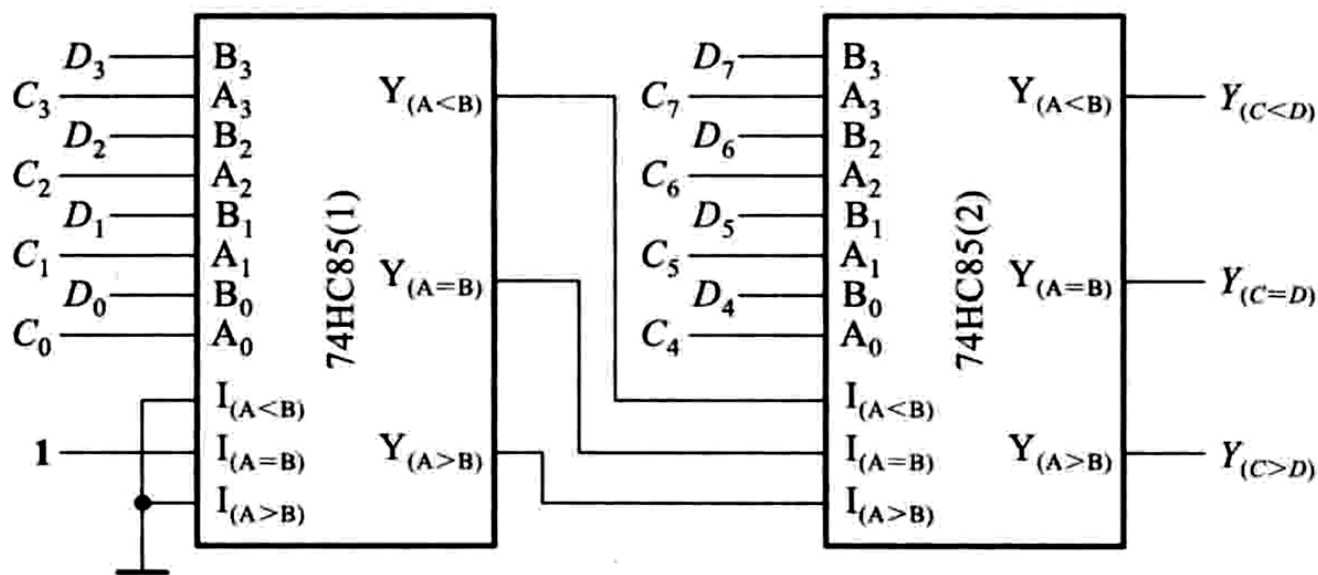 D₃ B₃ D₇ B₃
C₃ A₃ Y(A<B) C₇ A₃ Y(A<B) Y(C<D)
D₂ B₂ D₆ B₂
C₂ A₂ C₆ A₂
D₁ B₁ D₅ B₁
C₁ A₁ Y(A=B) C₅ A₁ Y(A=B) Y(C=D)
D₀ B₀ D₄ B₀
C₀ A₀ C₄ A₀
74HC85(1) 74HC85(2)
I(A<B) I(A<B)
1 I(A=B) Y(A>B) I(A=B) Y(A>B) Y(C>D)
I(A>B) I(A>B)